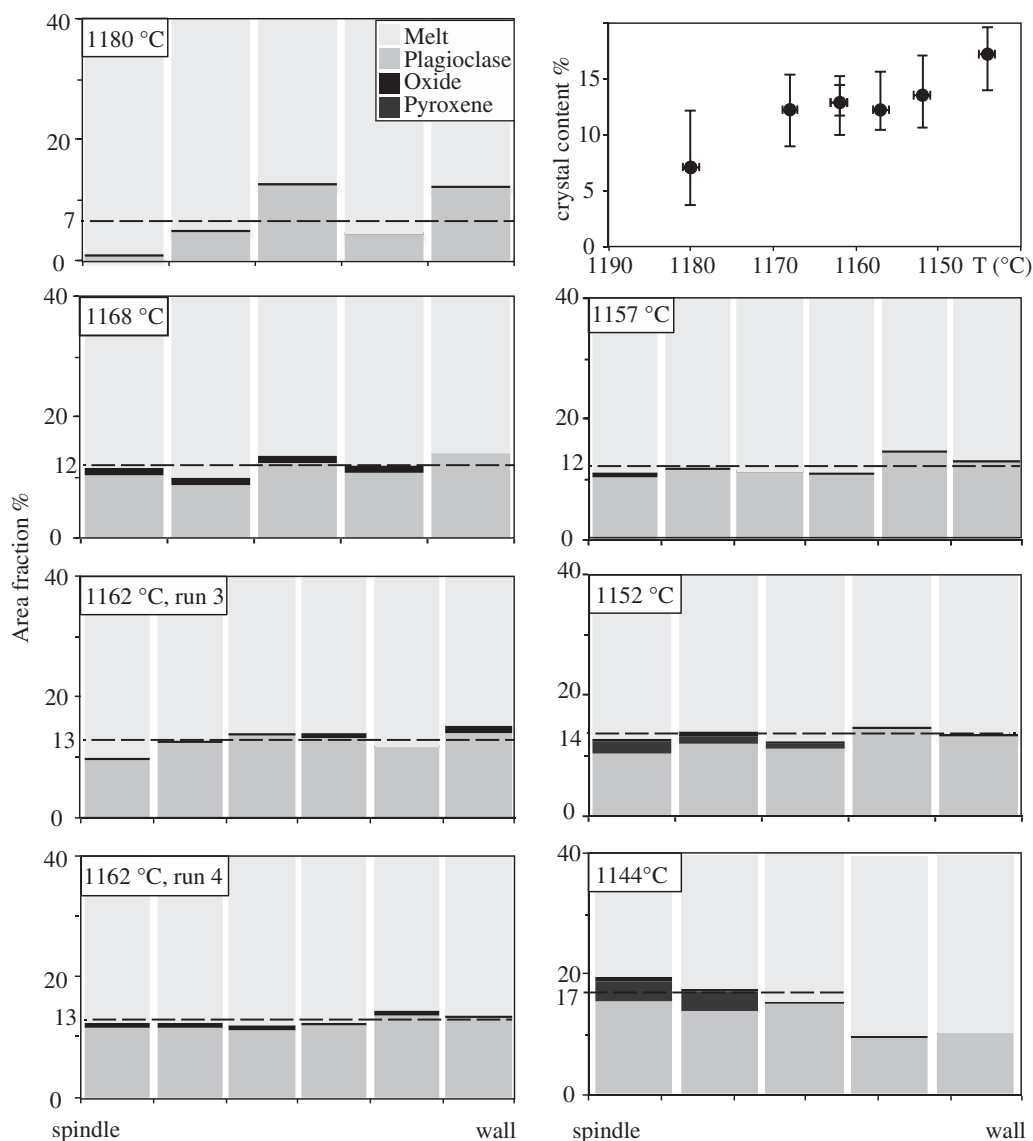 40
1180 °C
Melt
Plagioclase
Oxide
Pyroxene
20
7
0
crystal content %
15
10
5
0
1190
1180
1170
1160
1150
T (°C)
Area fraction %
40
1168 °C
20
12
0
1157 °C
20
12
0
40
1162 °C, run 3
20
13
0
40
1152 °C
20
14
0
40
1162 °C, run 4
20
13
0
spindle
wall
40
1144°C
20
17
0
spindle
wall